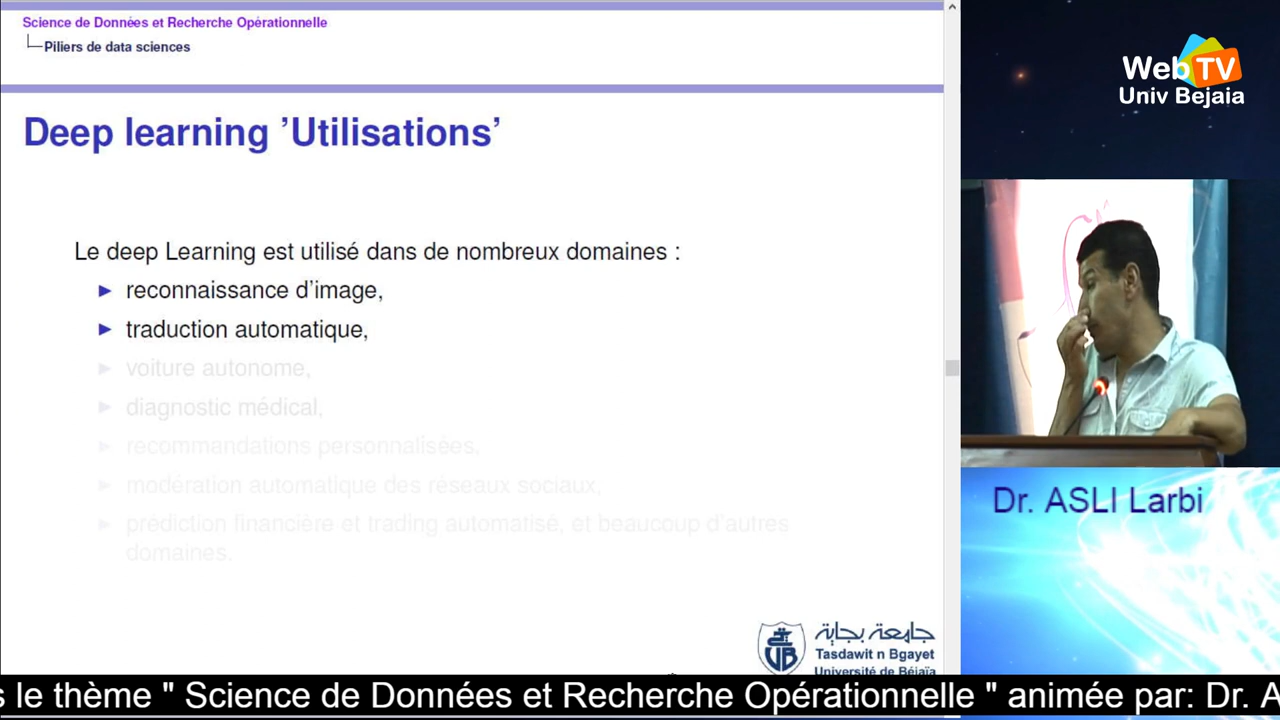 Science de Données et Recherche Opérationnelle
Piliers de data sciences
Deep learning ’Utilisations’
Le deep Learning est utilisé dans de nombreux domaines :
reconnaissance d’image,
traduction automatique,
voiture autonome,
diagnostic médical,
recommandations personnalisées,
modération automatique des réseaux sociaux,
prédiction financière et trading automatisé, et beaucoup d’autres
domaines.
جامعة بجاية
Tasdawit n Bgayet
Université de Béjaïa
UB
Web TV
Univ Bejaia
Dr. ASLI Larbi
s le thème " Science de Données et Recherche Opérationnelle " animée par: Dr. A